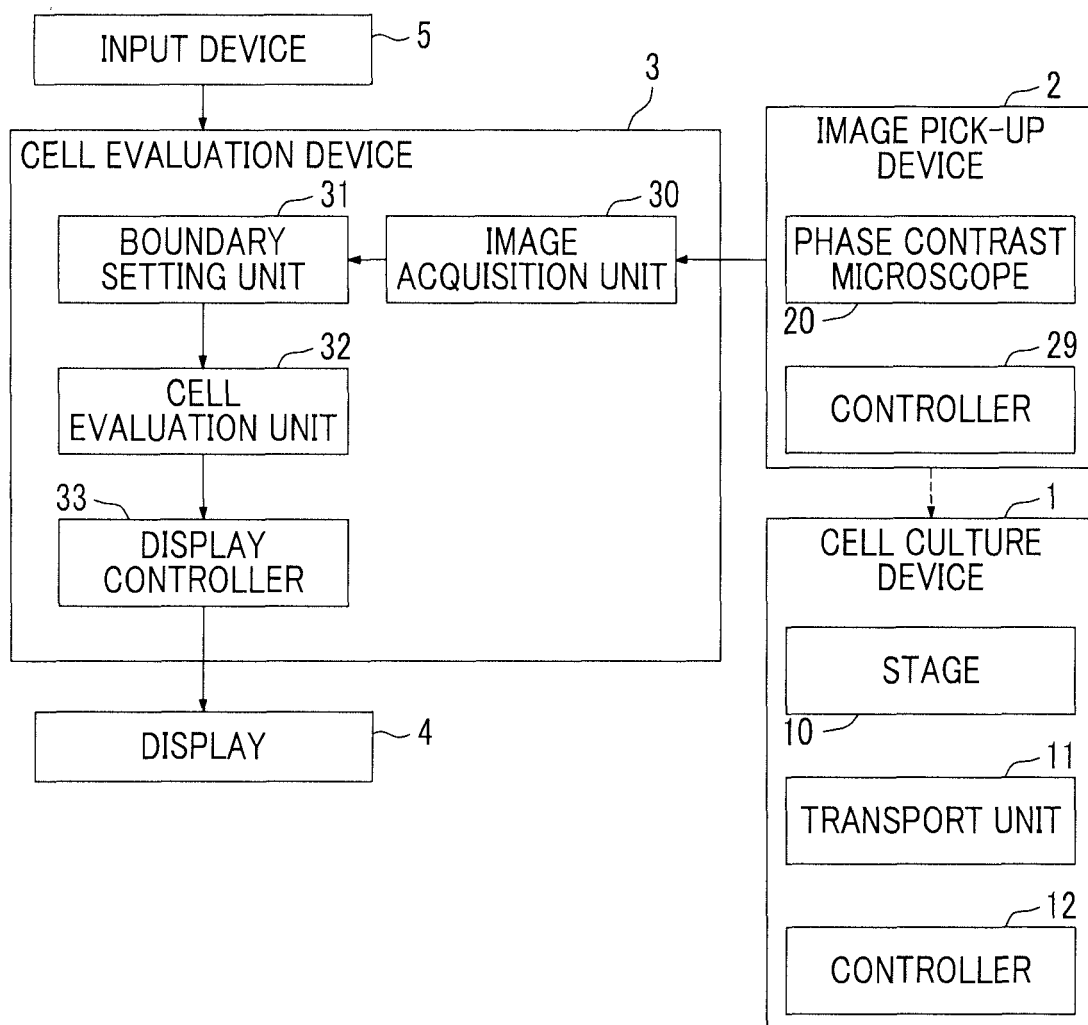 INPUT DEVICE
5
3
CELL EVALUATION DEVICE
31
BOUNDARY
SETTING UNIT
30
IMAGE
ACQUISITION UNIT
32
CELL
EVALUATION UNIT
33
DISPLAY
CONTROLLER
DISPLAY
4
2
IMAGE PICK-UP
DEVICE
PHASE CONTRAST
MICROSCOPE
20
29
CONTROLLER
1
CELL CULTURE
DEVICE
STAGE
10
11
TRANSPORT UNIT
12
CONTROLLER